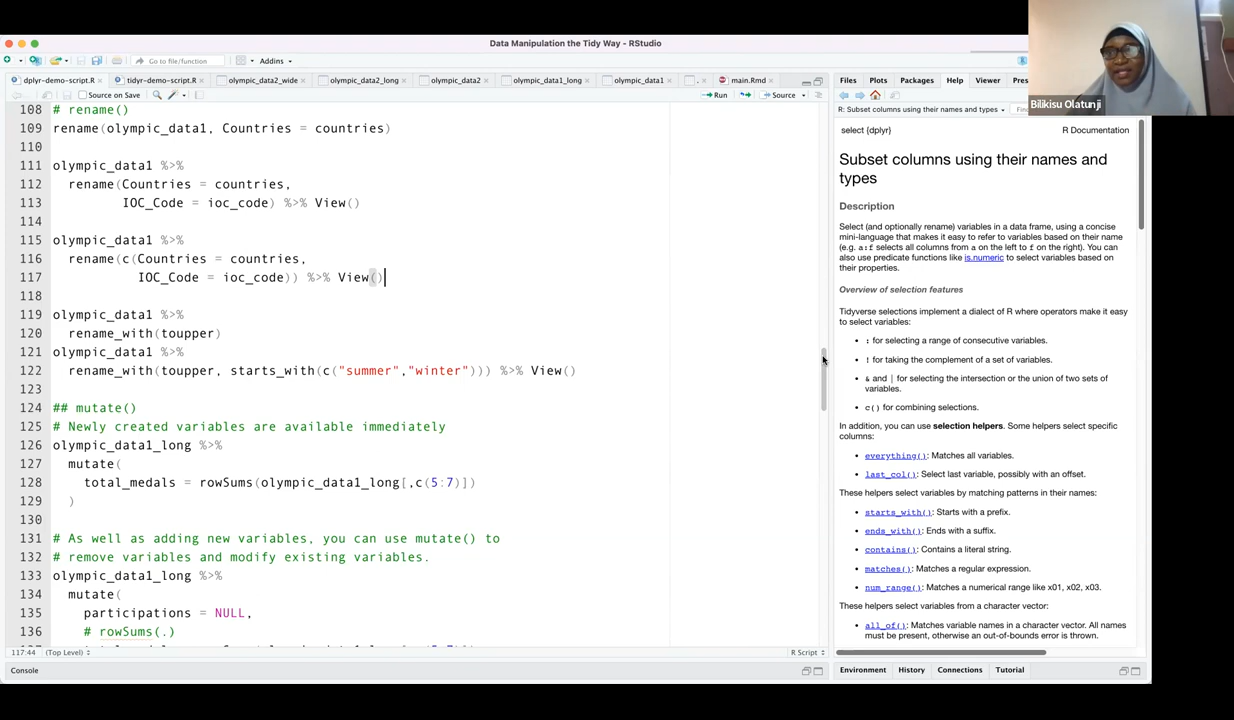 Data Manipulation the Tidy Way - RStudio
Go to file/function
Addins
dplyr-demo-script.R
tidyr-demo-script.R
olympic_data2_wide
olympic_data2_long
olympic_data2
olympic_data1_long
olympic_data1
main.Rmd
Source on Save
Run
Source
108 # rename()
109 rename(olympic_data1, Countries = countries)
110
111 olympic_data1 %>%
112 rename(Countries = countries,
113 IOC_Code = ioc_code) %>% View()
114
115 olympic_data1 %>%
116 rename(c(Countries = countries,
117 IOC_Code = ioc_code)) %>% View()
118
119 olympic_data1 %>%
120 rename_with(toupper)
121 olympic_data1 %>%
122 rename_with(toupper, starts_with(c("summer","winter"))) %>% View()
123
124 ## mutate()
125 # Newly created variables are available immediately
126 olympic_data1_long %>%
127 mutate(
128 total_medals = rowSums(olympic_data1_long[,c(5:7)])
129 )
130
131 # As well as adding new variables, you can use mutate() to
132 # remove variables and modify existing variables.
133 olympic_data1_long %>%
134 mutate(
135 participations = NULL,
136 # rowSums(.)
117:44
(Top Level)
R Script
Console
Files
Plots
Packages
Help
Viewer
Pres
R: Subset columns using their names and types
select {dplyr}
R Documentation
Subset columns using their names and
types
Description
Select (and optionally rename) variables in a data frame, using a concise
mini-language that makes it easy to refer to variables based on their name
(e.g. a:f selects all columns from a on the left to f on the right). You can
also use predicate functions like is.numeric to select variables based on
their properties.
Overview of selection features
Tidyverse selections implement a dialect of R where operators make it easy
to select variables:
: for selecting a range of consecutive variables.
! for taking the complement of a set of variables.
& and | for selecting the intersection or the union of two sets of
variables.
c() for combining selections.
In addition, you can use selection helpers. Some helpers select specific
columns:
everything(): Matches all variables.
last_col(): Select last variable, possibly with an offset.
These helpers select variables by matching patterns in their names:
starts_with(): Starts with a prefix.
ends_with(): Ends with a suffix.
contains(): Contains a literal string.
matches(): Matches a regular expression.
num_range(): Matches a numerical range like x01, x02, x03.
These helpers select variables from a character vector:
all_of(): Matches variable names in a character vector. All names
must be present, otherwise an out-of-bounds error is thrown.
Environment
History
Connections
Tutorial
Bilikisu Olatunji